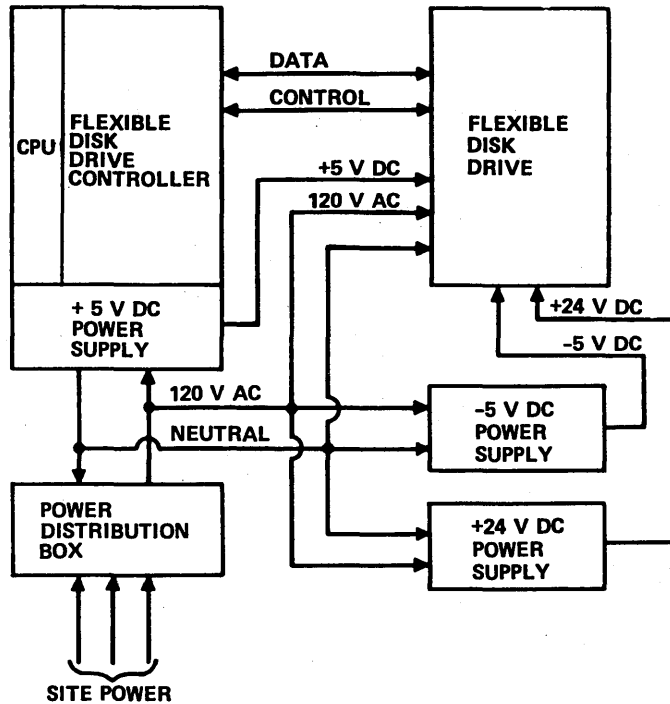 DATA
CONTROL
CPU
FLEXIBLE
DISK
DRIVE
CONTROLLER
FLEXIBLE
DISK
DRIVE
+5 V DC
120 V AC
+ 5 V DC
POWER
SUPPLY
+24 V DC
-5 V DC
120 V AC
NEUTRAL
-5 V DC
POWER
SUPPLY
POWER
DISTRIBUTION
BOX
+24 V DC
POWER
SUPPLY
SITE POWER